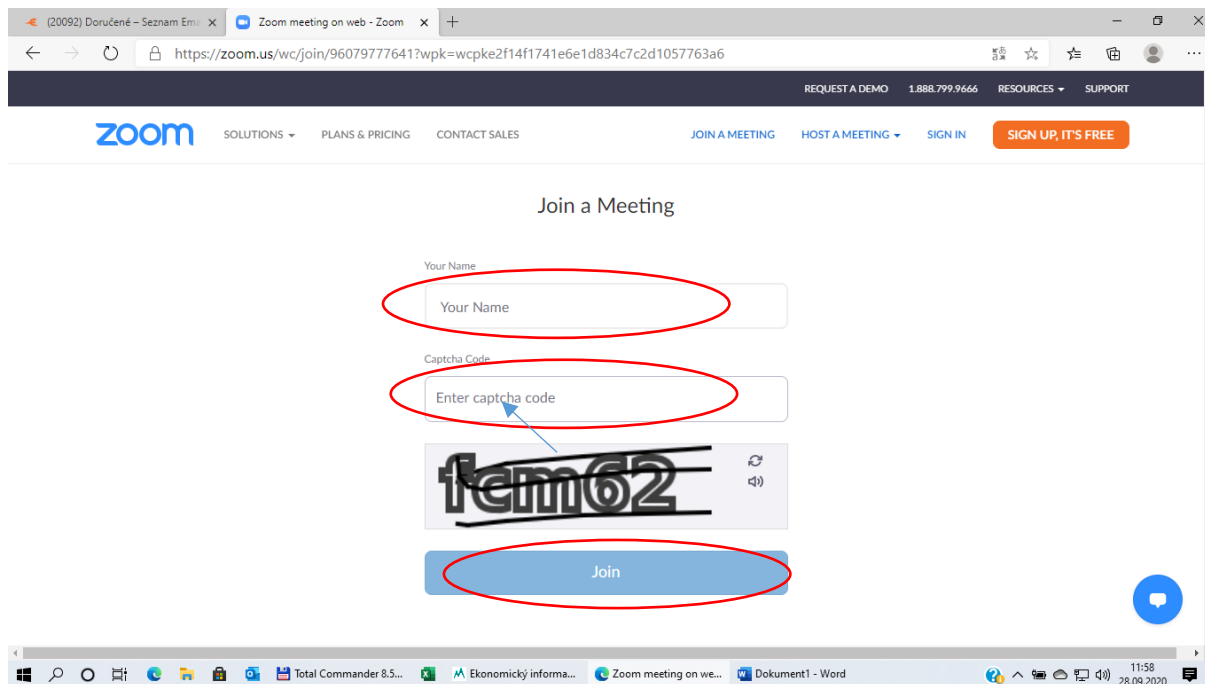 (20092) Doručené – Seznam Ema
Zoom meeting on web - Zoom
https://zoom.us/wc/join/96079777641?wpk=wcpke2f14f1741e6e1d834c7c2d1057763a6
REQUEST A DEMO 1.888.799.9666 RESOURCES SUPPORT
zoom SOLUTIONS PLANS & PRICING CONTACT SALES JOIN A MEETING HOST A MEETING SIGN IN SIGN UP, IT'S FREE
Join a Meeting
Your Name
Your Name
Captcha Code
Enter captcha code
fcm62
Join
Total Commander 8.5... Ekonomický informa... Zoom meeting on we... Dokument1 - Word 11:58
28.09.2020